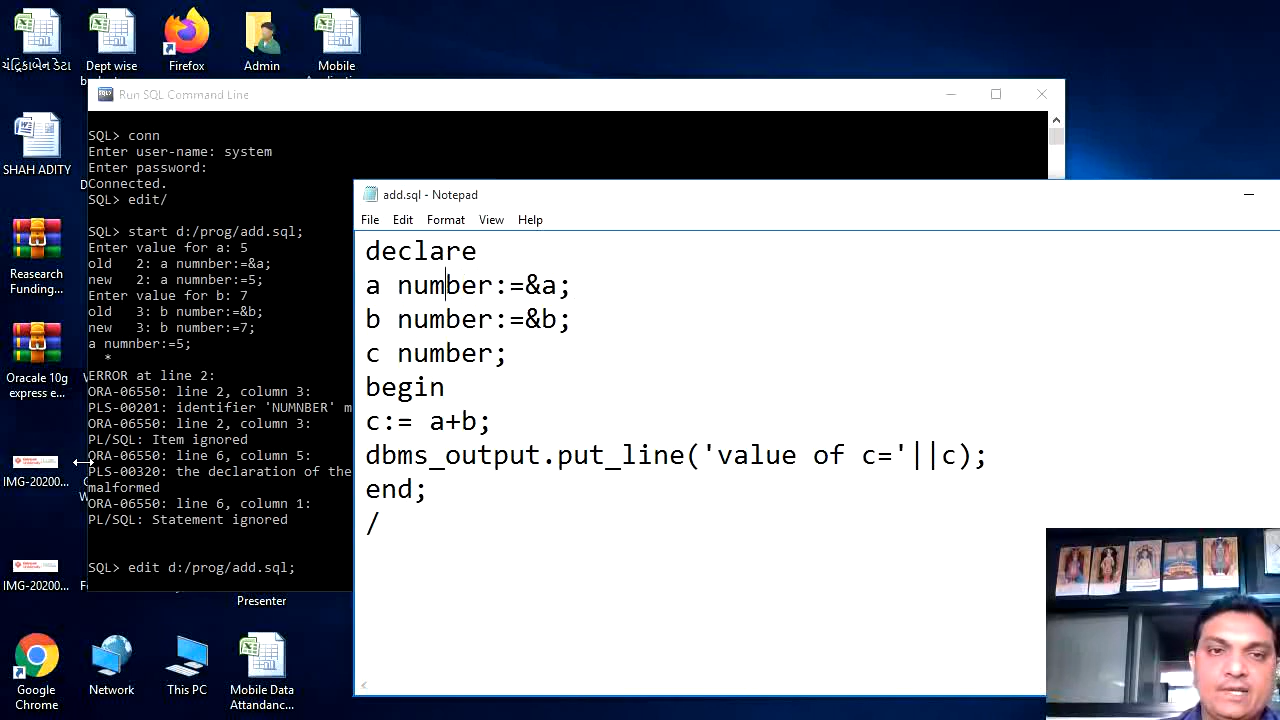 Dept wise
Firefox
Admin
Mobile
SHAH ADITY
Reasearch
Funding...
Oracale 10g
express e...
IMG-20200...
IMG-20200...
Presenter
Google
Chrome
Network
This PC
Mobile Data
Attandanc...
Run SQL Command Line
SQL> conn
Enter user-name: system
Enter password:
Connected.
SQL> edit/
SQL> start d:/prog/add.sql;
Enter value for a: 5
old   2: a numnber:=&a;
new   2: a numnber:=5;
Enter value for b: 7
old   3: b number:=&b;
new   3: b number:=7;
a numnber:=5;
*
ERROR at line 2:
ORA-06550: line 2, column 3:
PLS-00201: identifier 'NUMNBER' m
ORA-06550: line 2, column 3:
PL/SQL: Item ignored
ORA-06550: line 6, column 5:
PLS-00320: the declaration of the
malformed
ORA-06550: line 6, column 1:
PL/SQL: Statement ignored
SQL> edit d:/prog/add.sql;
add.sql - Notepad
File Edit Format View Help
declare
a number:=&a;
b number:=&b;
c number;
begin
c:= a+b;
dbms_output.put_line('value of c='||c);
end;
/